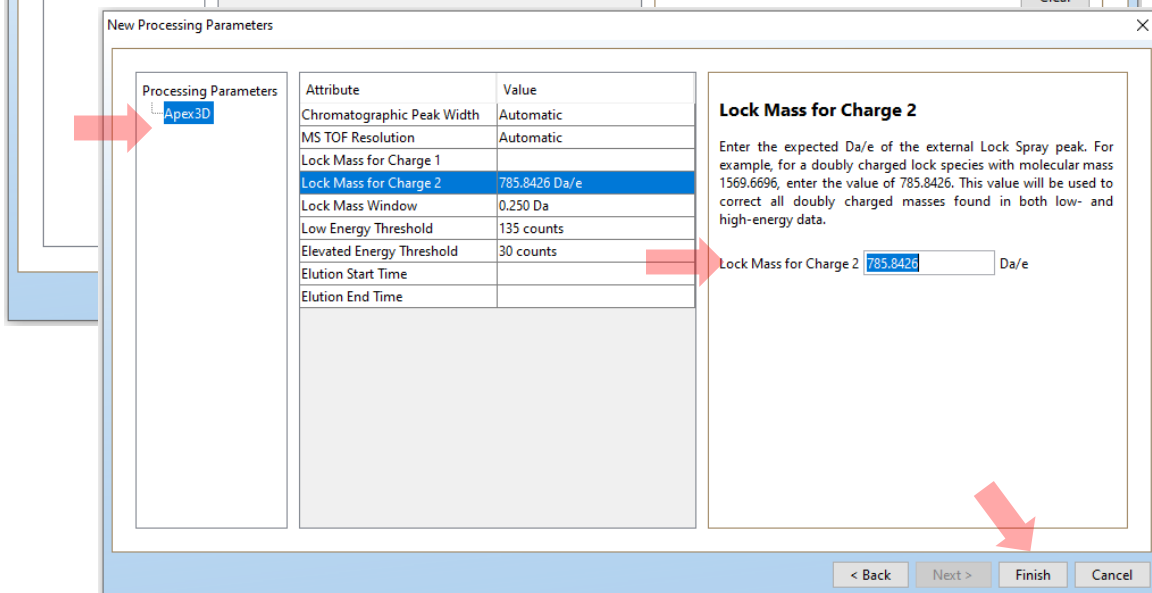 New Processing Parameters
Processing Parameters
Apex3D
Attribute Value
Chromatographic Peak Width Automatic
MS TOF Resolution Automatic
Lock Mass for Charge 1
Lock Mass for Charge 2 785.8426 Da/e
Lock Mass Window 0.250 Da
Low Energy Threshold 135 counts
Elevated Energy Threshold 30 counts
Elution Start Time
Elution End Time
Lock Mass for Charge 2
Enter the expected Da/e of the external Lock Spray peak. For
example, for a doubly charged lock species with molecular mass
1569.6696, enter the value of 785.8426. This value will be used to
correct all doubly charged masses found in both low- and
high-energy data.
Lock Mass for Charge 2 785.8426 Da/e
< Back Next > Finish Cancel